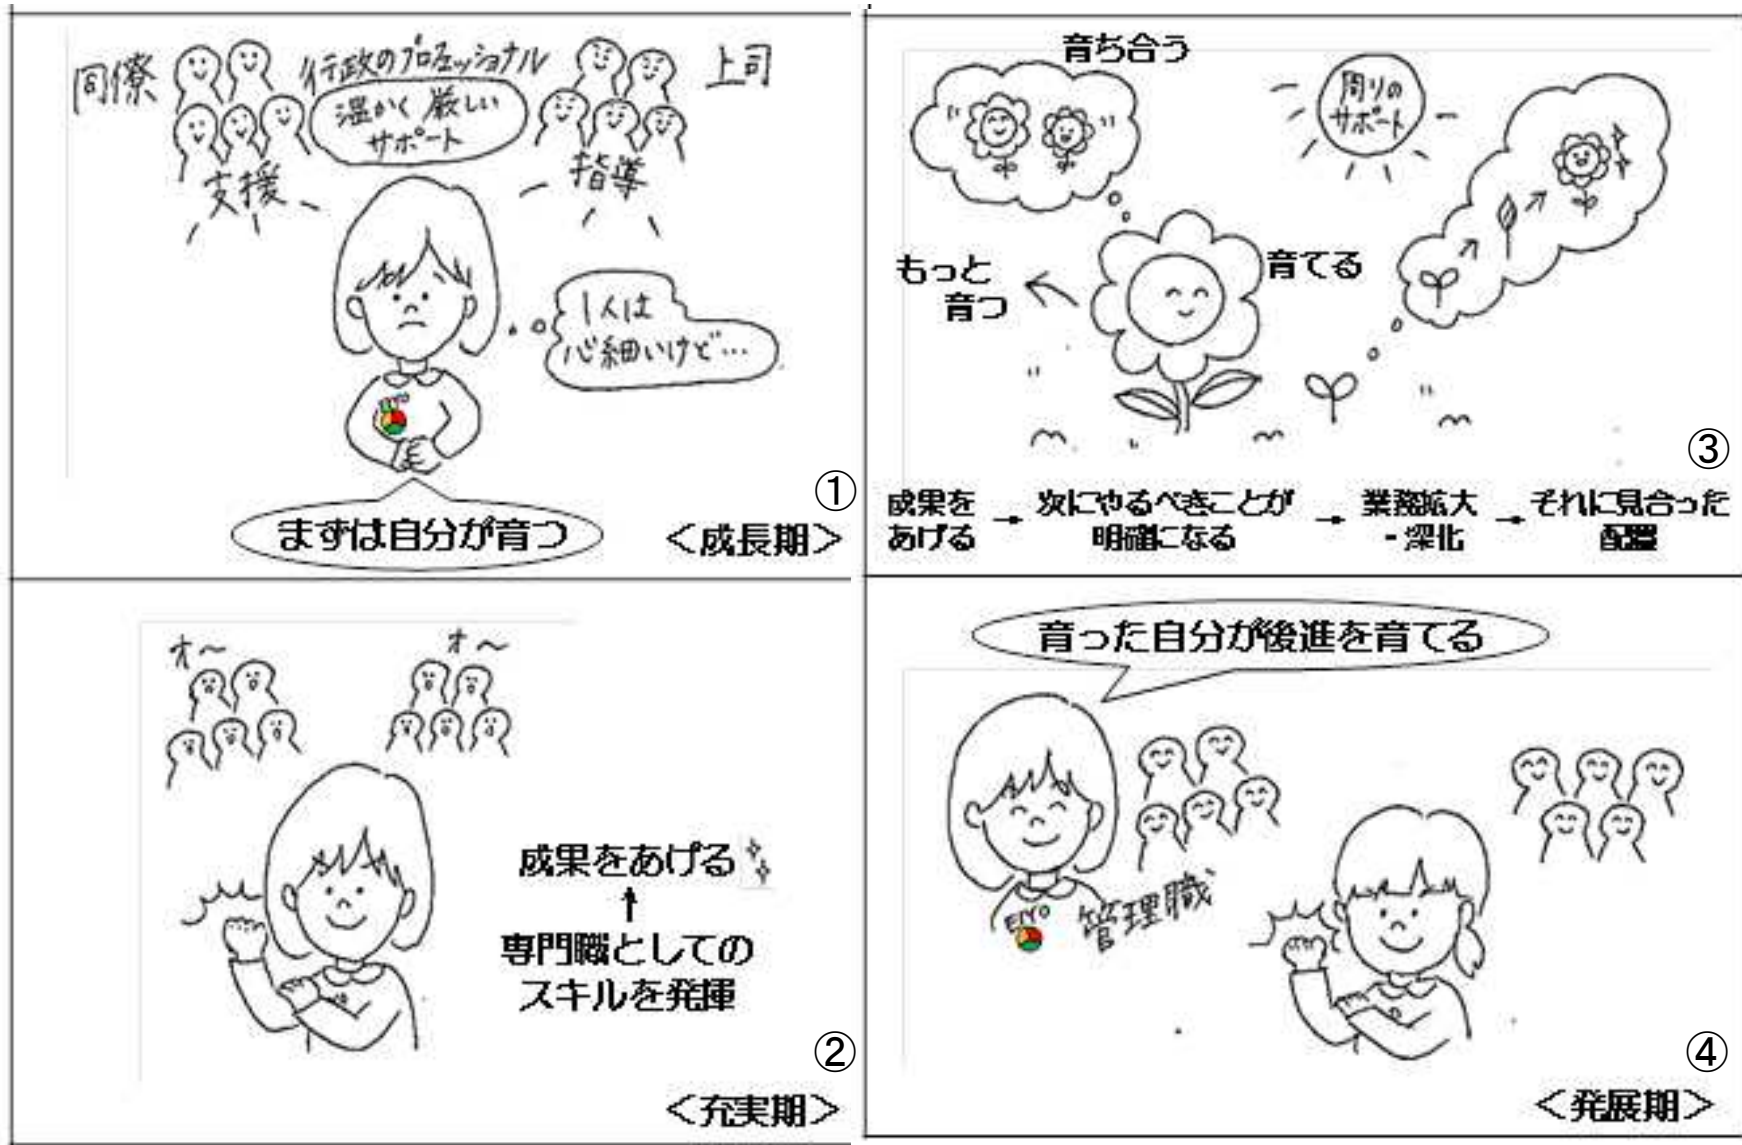 同僚
行政のプロフェッショナル
上司
温かく 厳しい
サポート
支援
指導
1人は
心細いけど…
まずは自分が育つ
①
<成長期>
オ～
オ～
成果をあげる
↑
専門職としての
スキルを発揮
②
<充実期>
育ち合う
周りの
サポート
もっと
育つ
育てる
③
成果を
あげる
→
次にやるべきことが
明確になる
→
業務拡大
・深化
→
それに見合った
配置
育った自分が後進を育てる
EIYO
管理職
④
<発展期>